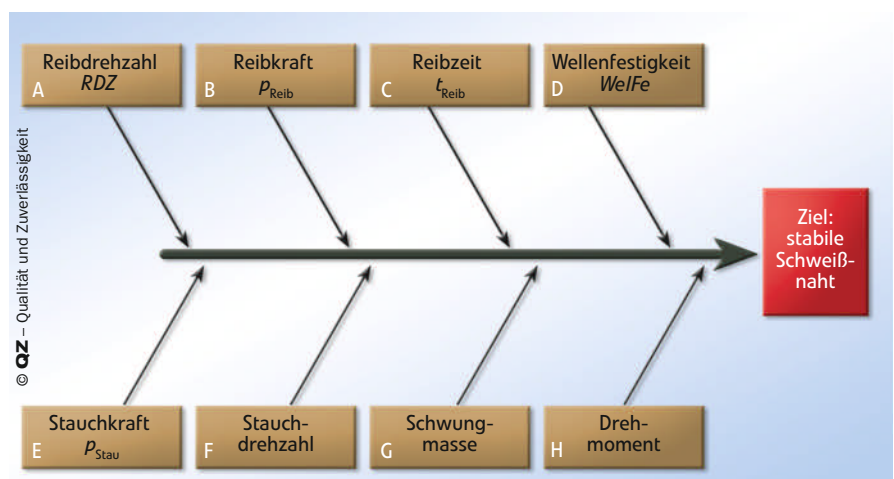 Reibdrehzahl
A RDZ
Reibkraft
B pReib
Reibzeit
C tReib
Wellenfestigkeit
D WelFe
Ziel:
stabile
Schweiß-
naht
Stauchkraft
E pStau
Stauch-
F drehzahl
Schwung-
G masse
Dreh-
H moment
© QZ – Qualität und Zuverlässigkeit